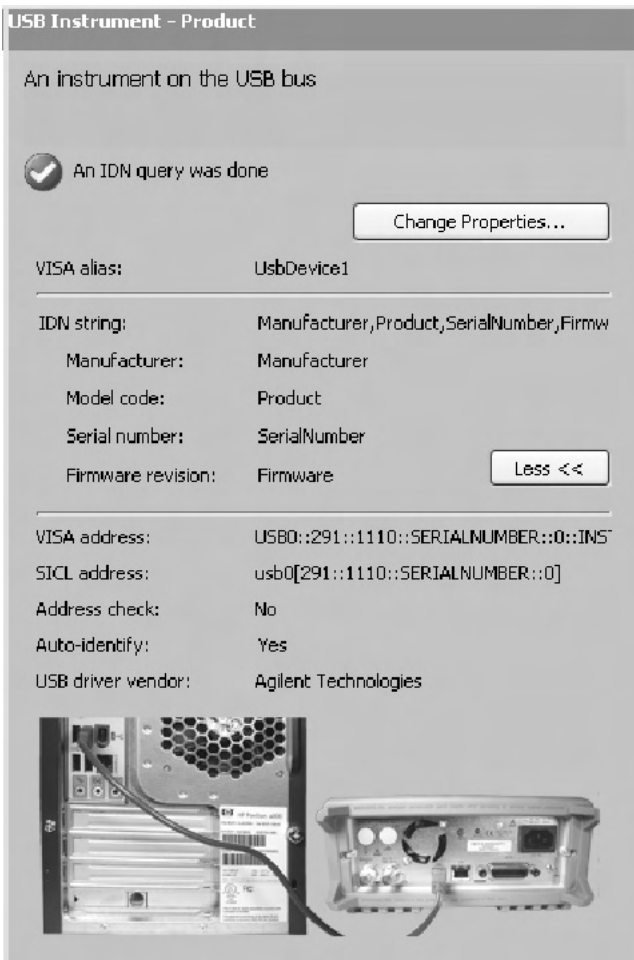 USB Instrument - Product
An instrument on the USB bus
An IDN query was done
Change Properties...
VISA alias: UsbDevice1
IDN string: Manufacturer,Product,SerialNumber,Firmw
Manufacturer: Manufacturer
Model code: Product
Serial number: SerialNumber
Firmware revision: Firmware
Less <<
VISA address: USB0::291::1110::SERIALNUMBER::0::INS
SICL address: usb0[291::1110::SERIALNUMBER::0]
Address check: No
Auto-identify: Yes
USB driver vendor: Agilent Technologies